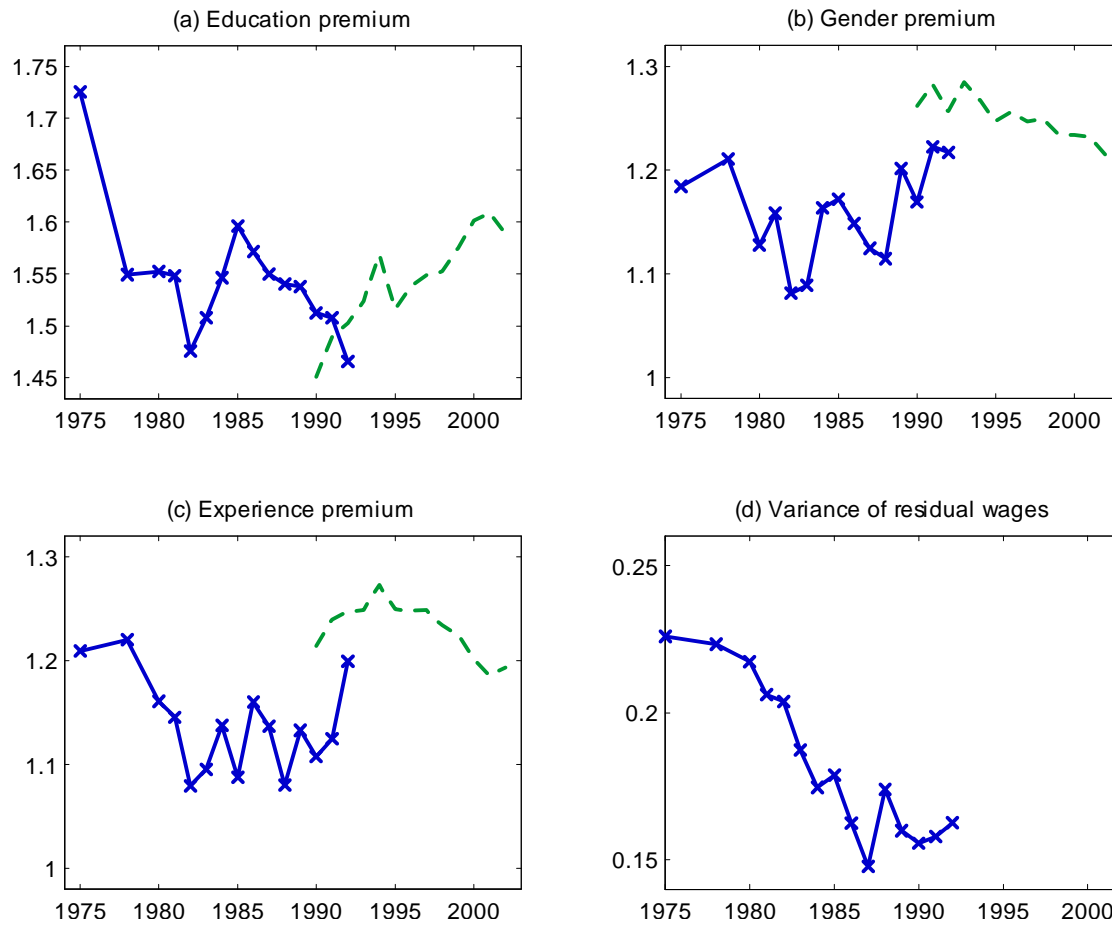 (a) Education premium
1.75
1.7
1.65
1.6
1.55
1.5
1.45
1975 1980 1985 1990 1995 2000
(b) Gender premium
1.3
1.2
1.1
1
1975 1980 1985 1990 1995 2000
(c) Experience premium
1.3
1.2
1.1
1
1975 1980 1985 1990 1995 2000
(d) Variance of residual wages
0.25
0.2
0.15
1975 1980 1985 1990 1995 2000